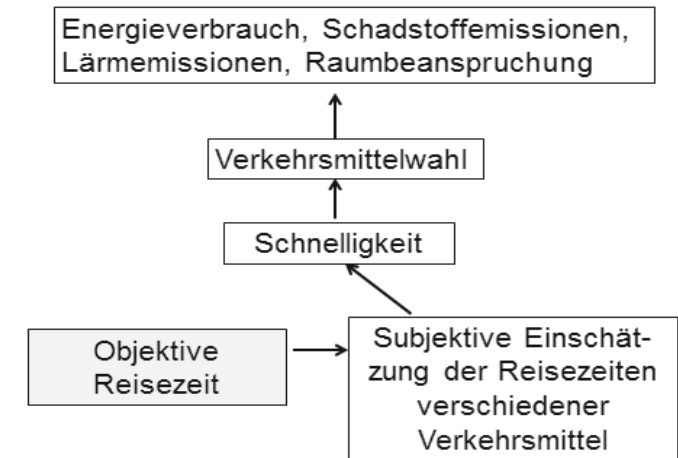 Energieverbrauch, Schadstoffemissionen,
Lärmemissionen, Raumbeanspruchung
Verkehrsmittelwahl
Schnelligkeit
Objektive
Reisezeit
Subjektive Einschät-
zung der Reisezeiten
verschiedener
Verkehrsmittel